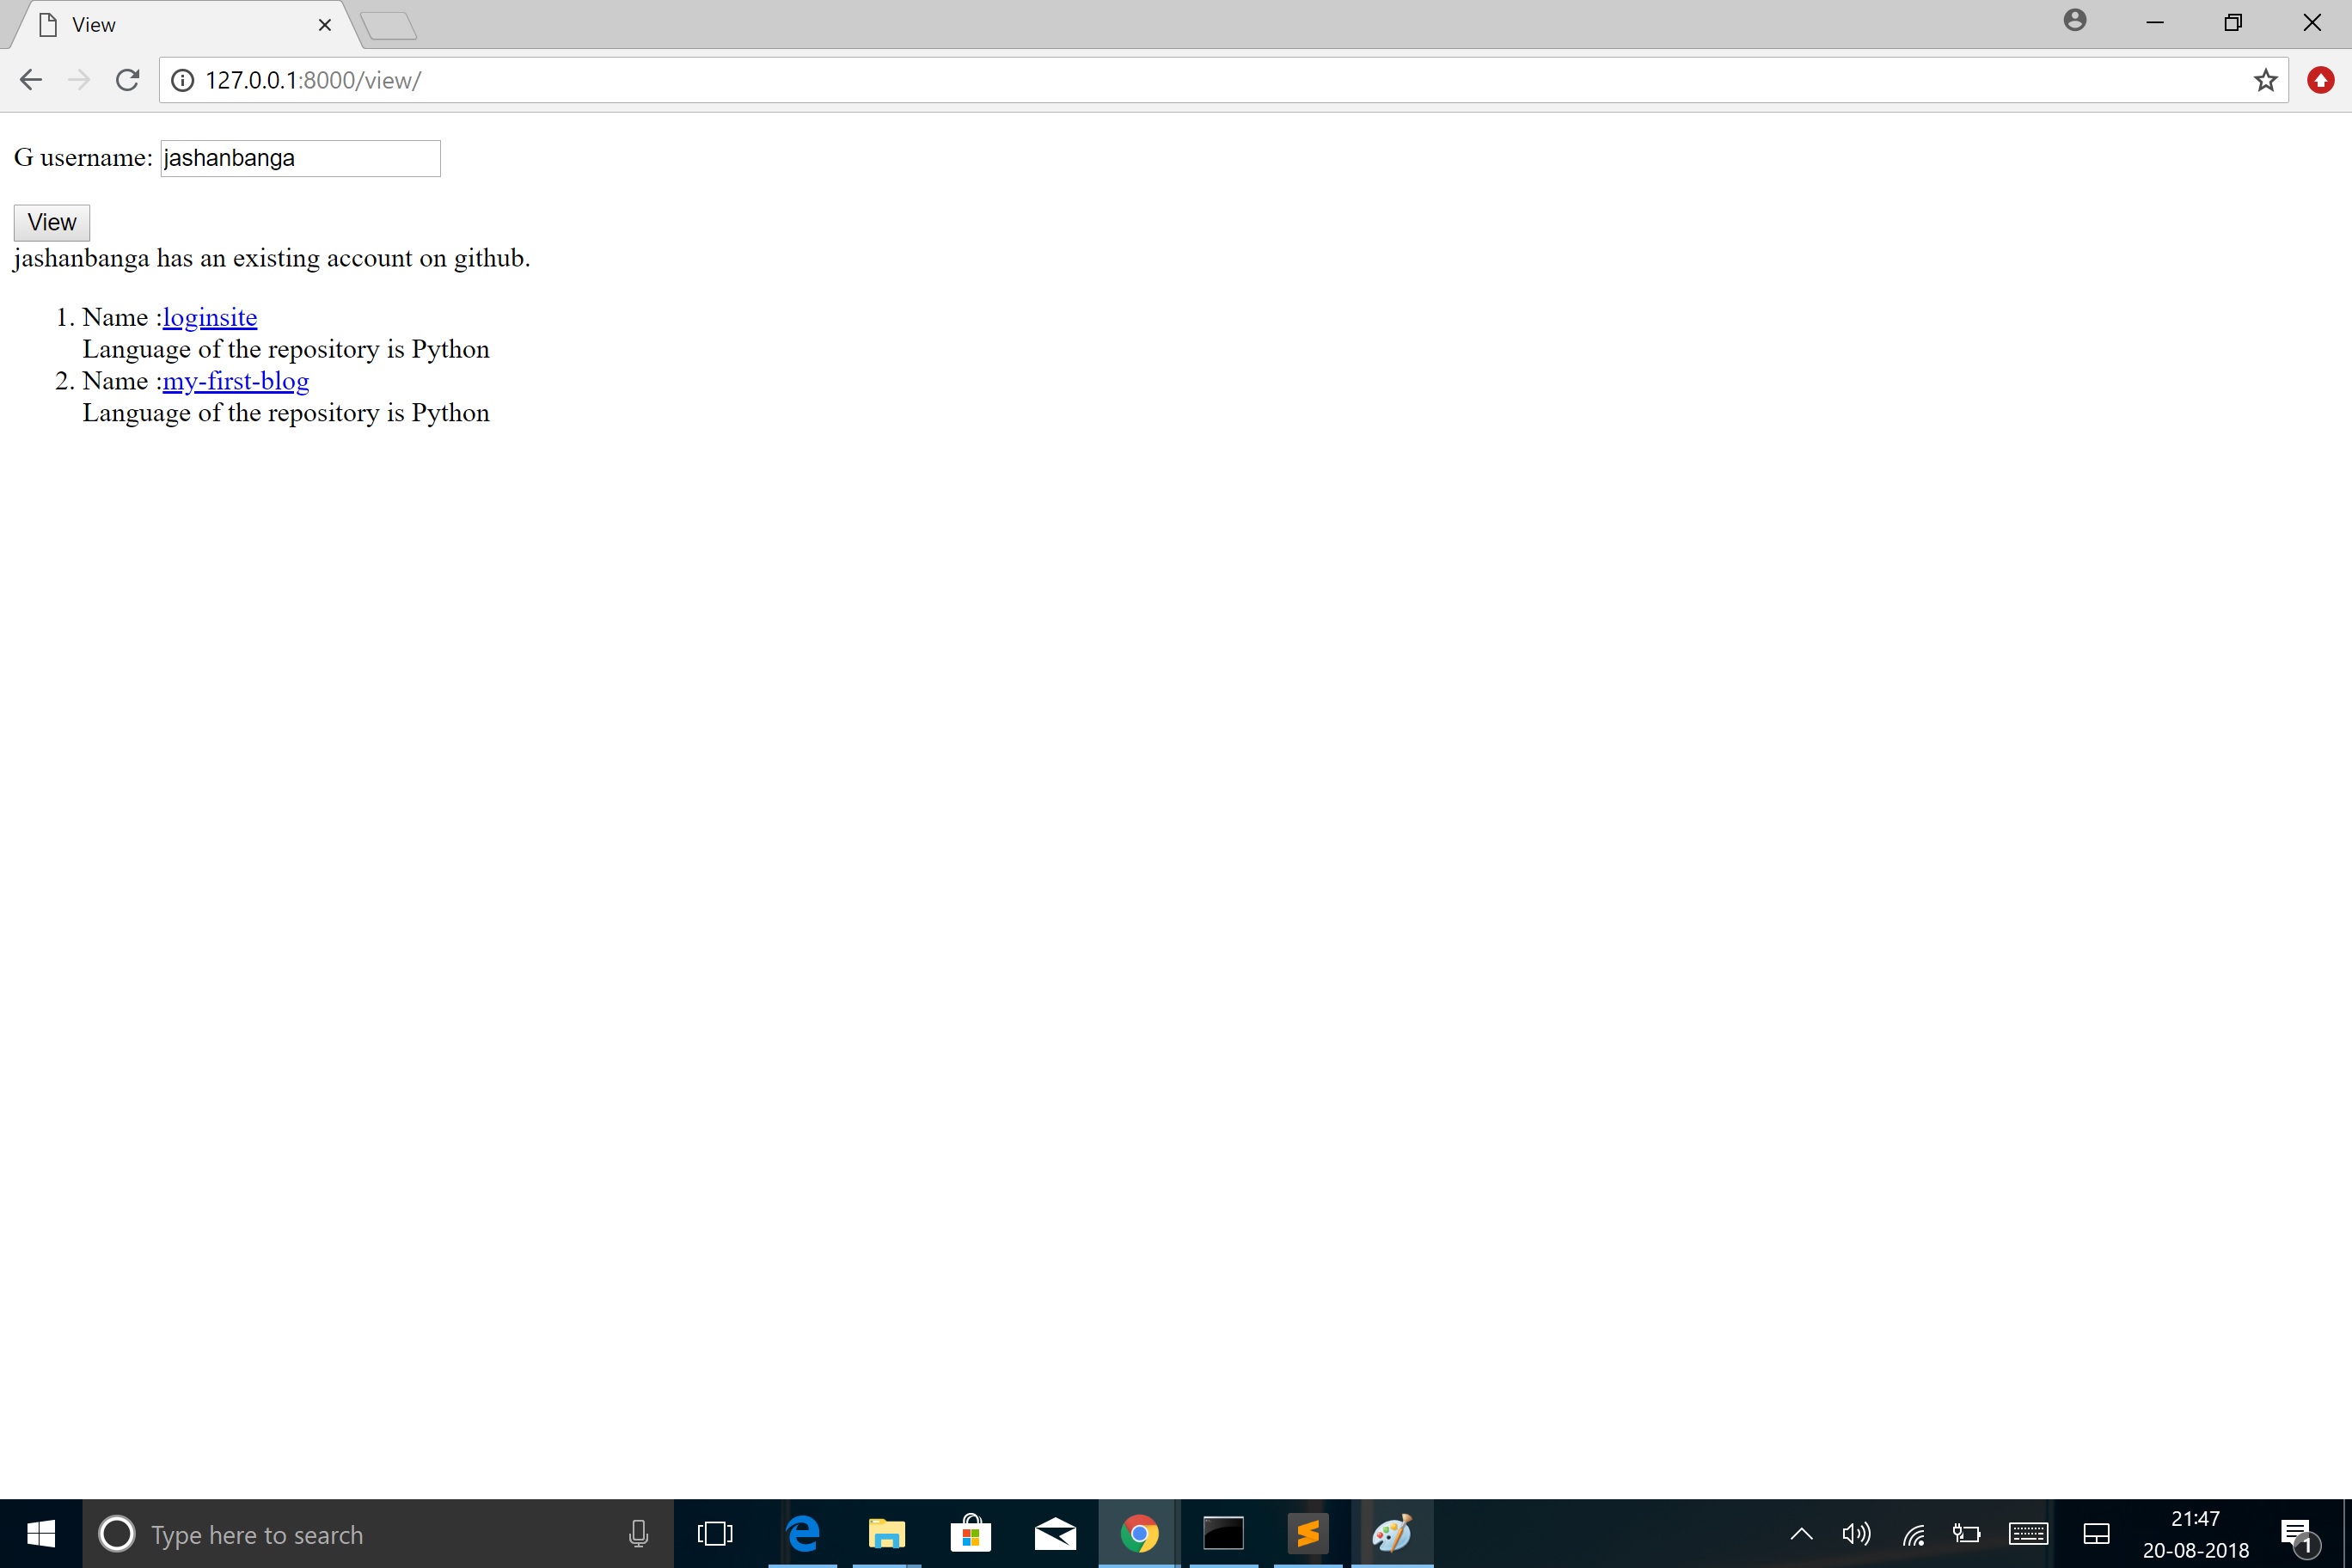 View
127.0.0.1:8000/view/
G username: jashanbanga
View
jashanbanga has an existing account on github.
1. Name :loginsite
Language of the repository is Python
2. Name :my-first-blog
Language of the repository is Python
Type here to search
21:47
20-08-2018
1